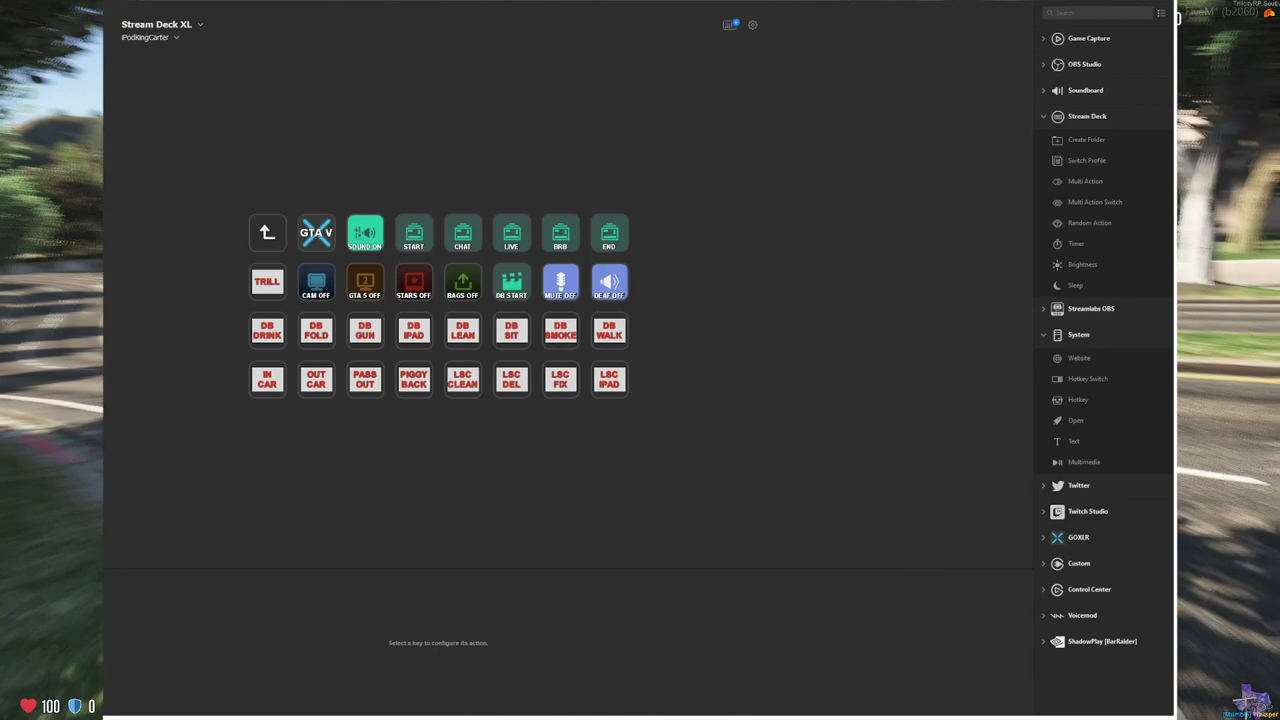 Stream Deck XL
iPodKingCarter
Search
TrillcityRP
FiveM* (b2060)
Game Capture
OBS Studio
Soundboard
Stream Deck
Create Folder
Switch Profile
Multi Action
Multi Action Switch
Random Action
Timer
Brightness
Sleep
Streamlabs OBS
System
Website
Hotkey Switch
Hotkey
Open
Text
Multimedia
Twitter
Twitch Studio
GOXLR
Custom
Control Center
Voicemod
ShadowPlay [BarRaider]
GTA V
SOUND ON
START
CHAT
LIVE
BRB
END
TRILL
CAM OFF
2
GTA 5 OFF
STARS OFF
BAGS OFF
DB START
MUTE OFF
DEAF OFF
DB
DRINK
DB
FOLD
DB
GUN
DB
IPAD
DB
LEAN
DB
SIT
DB
SMOKE
DB
WALK
IN
CAR
OUT
CAR
PASS
OUT
PIGGY
BACK
LSC
CLEAN
LSC
DEL
LSC
FIX
LSC
IPAD
Select a key to configure its action.
100
0